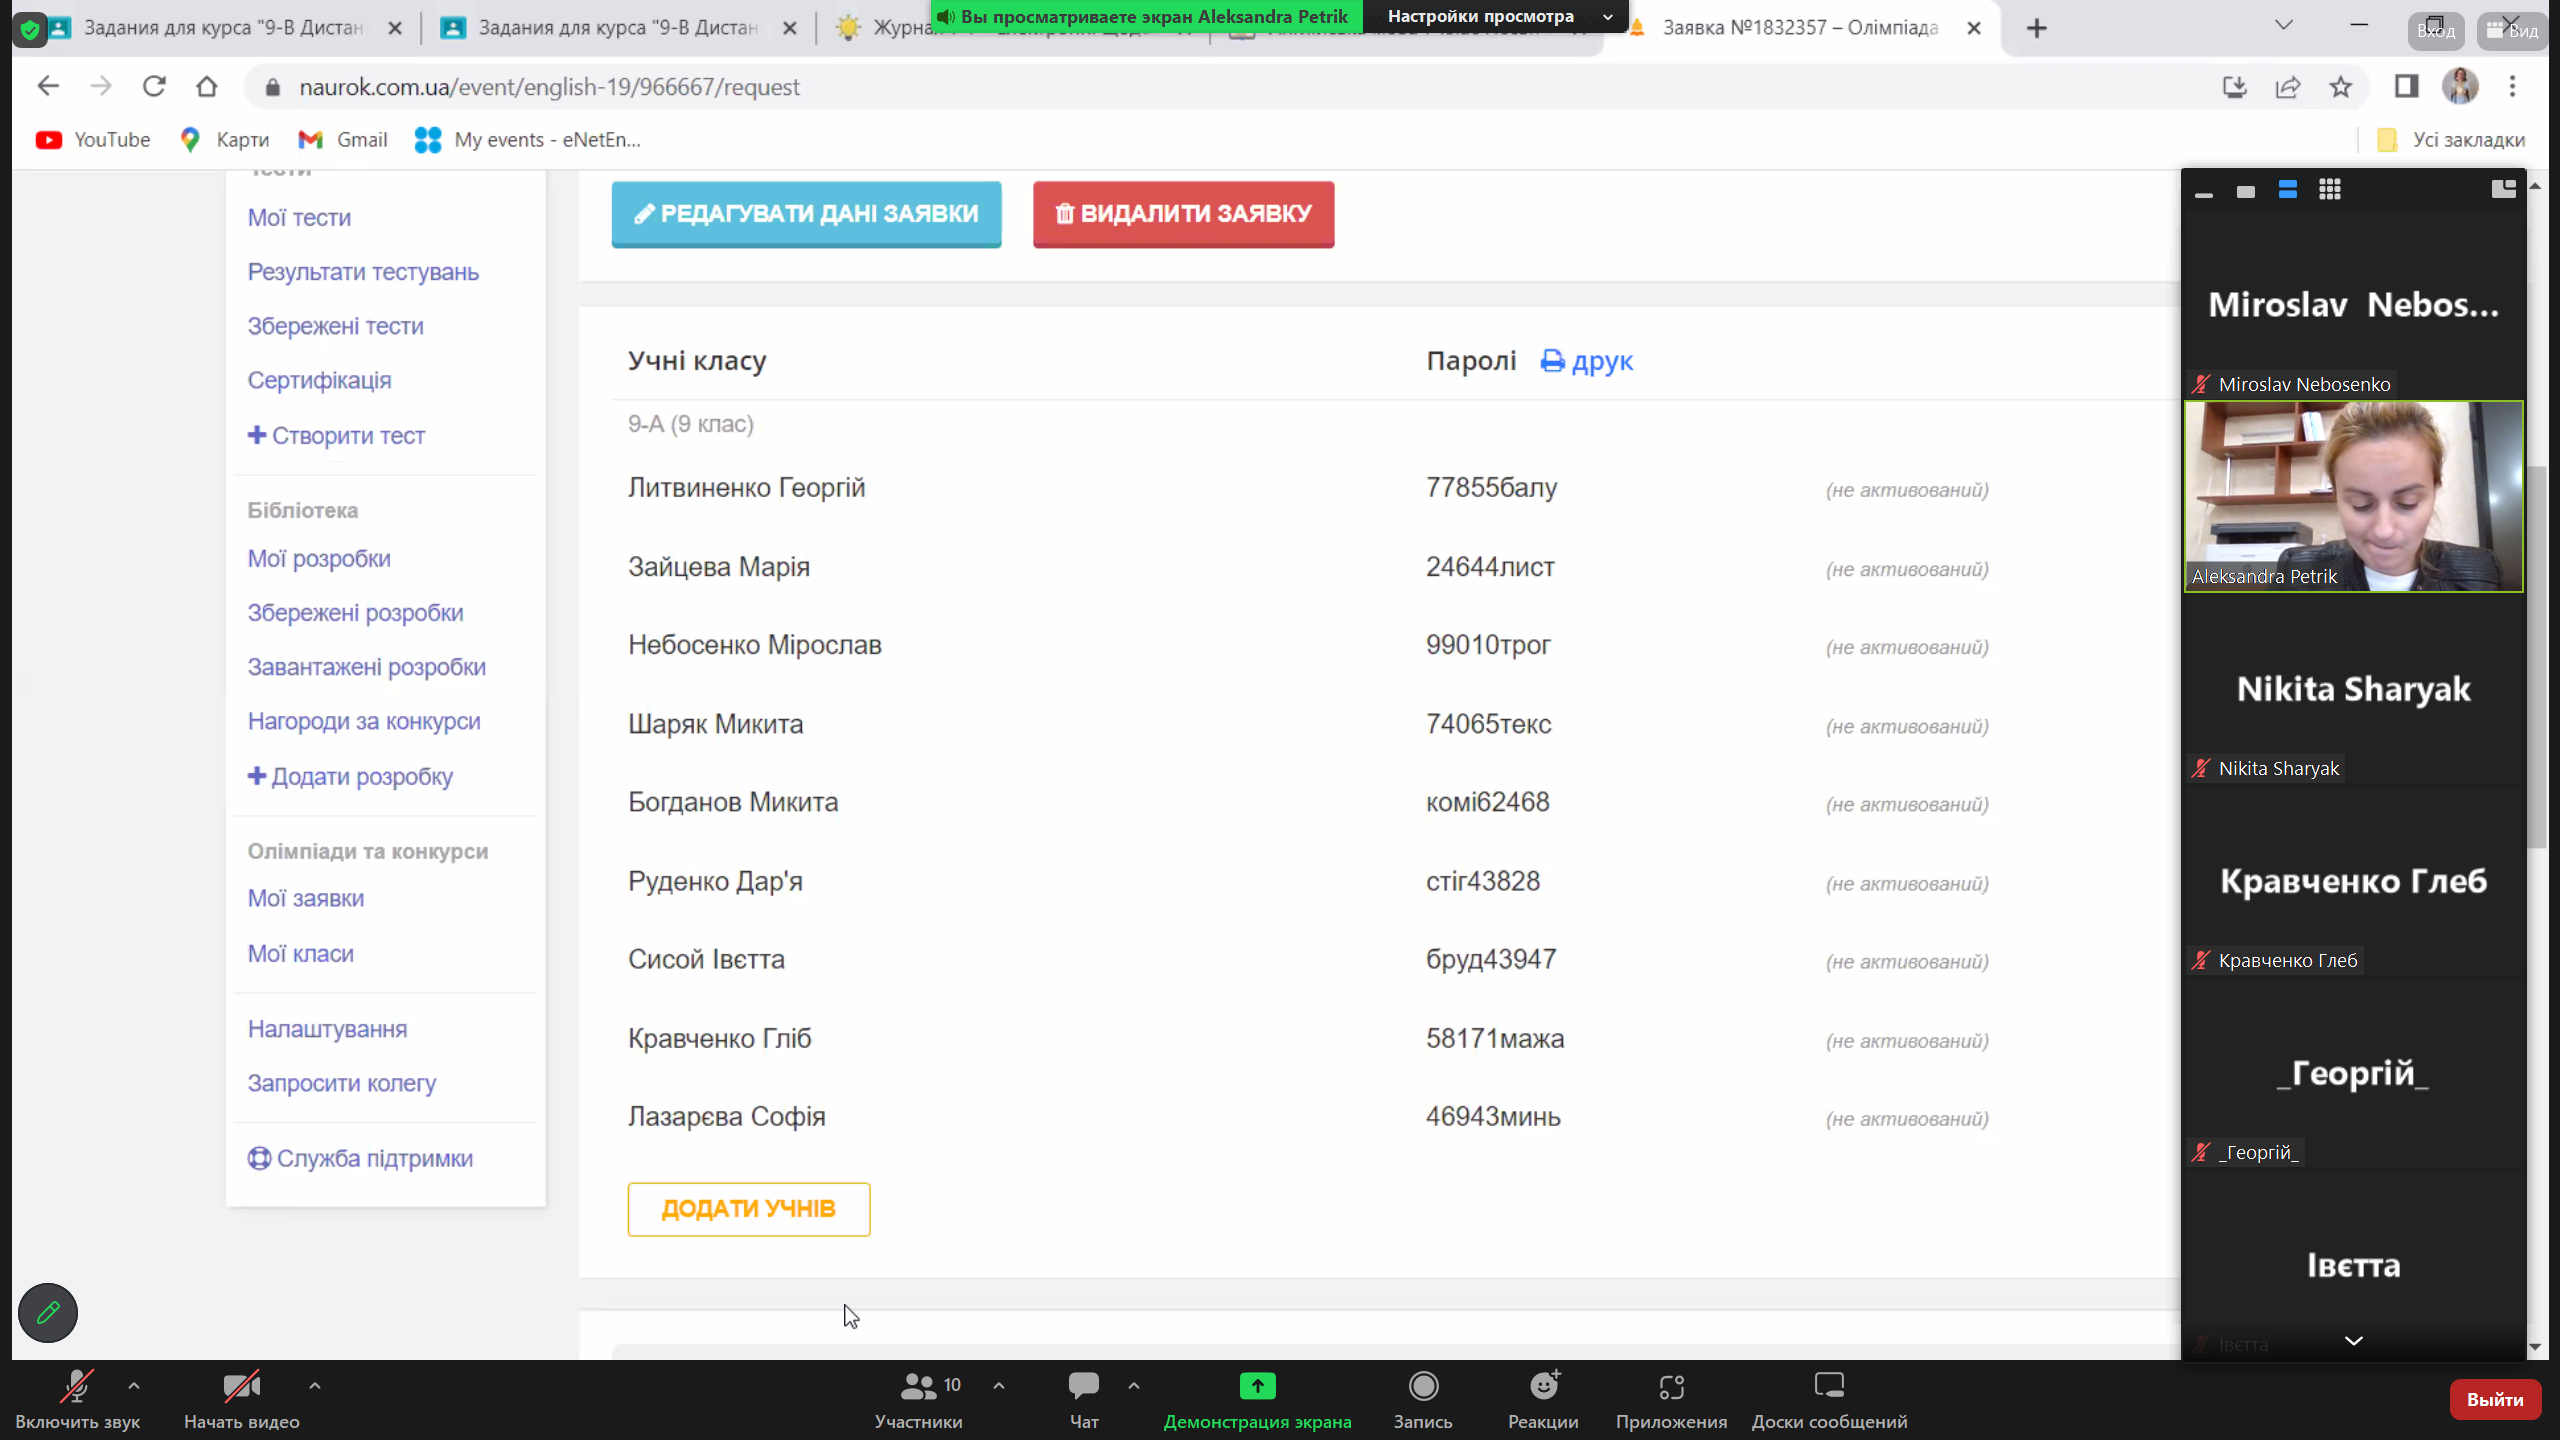 Задания для курса "9-В Дистан
Задания для курса "9-В Дистан
Журна
Вы просматриваете экран Aleksandra Petrik
Настройки просмотра
Заявка №1832357 – Олімпіада
Вход
Вид
naurok.com.ua/event/english-19/966667/request
YouTube
Карти
Gmail
My events - eNetEn...
Усі закладки
Тести
Мої тести
Результати тестувань
Збережені тести
Сертифікація
Створити тест
Бібліотека
Мої розробки
Збережені розробки
Завантажені розробки
Нагороди за конкурси
Додати розробку
Олімпіади та конкурси
Мої заявки
Мої класи
Налаштування
Запросити колегу
Служба підтримки
РЕДАГУВАТИ ДАНІ ЗАЯВКИ
ВИДАЛИТИ ЗАЯВКУ
Учні класу Паролі друк
9-А (9 клас)
Литвиненко Георгій 77855балу (не активований)
Зайцева Марія 24644лист (не активований)
Небосенко Мірослав 99010трог (не активований)
Шаряк Микита 74065текс (не активований)
Богданов Микита комі62468 (не активований)
Руденко Дар'я стіг43828 (не активований)
Сисой Івєтта бруд43947 (не активований)
Кравченко Гліб 58171мажа (не активований)
Лазарєва Софія 46943минь (не активований)
ДОДАТИ УЧНІВ
Miroslav Nebos...
Miroslav Nebosenko
Aleksandra Petrik
Nikita Sharyak
Nikita Sharyak
Кравченко Глеб
Кравченко Глеб
_Георгій_
_Георгій_
Івєтта
Івєтта
Включить звук
Начать видео
10
Участники
Чат
Демонстрация экрана
Запись
Реакции
Приложения
Доски сообщений
Выйти